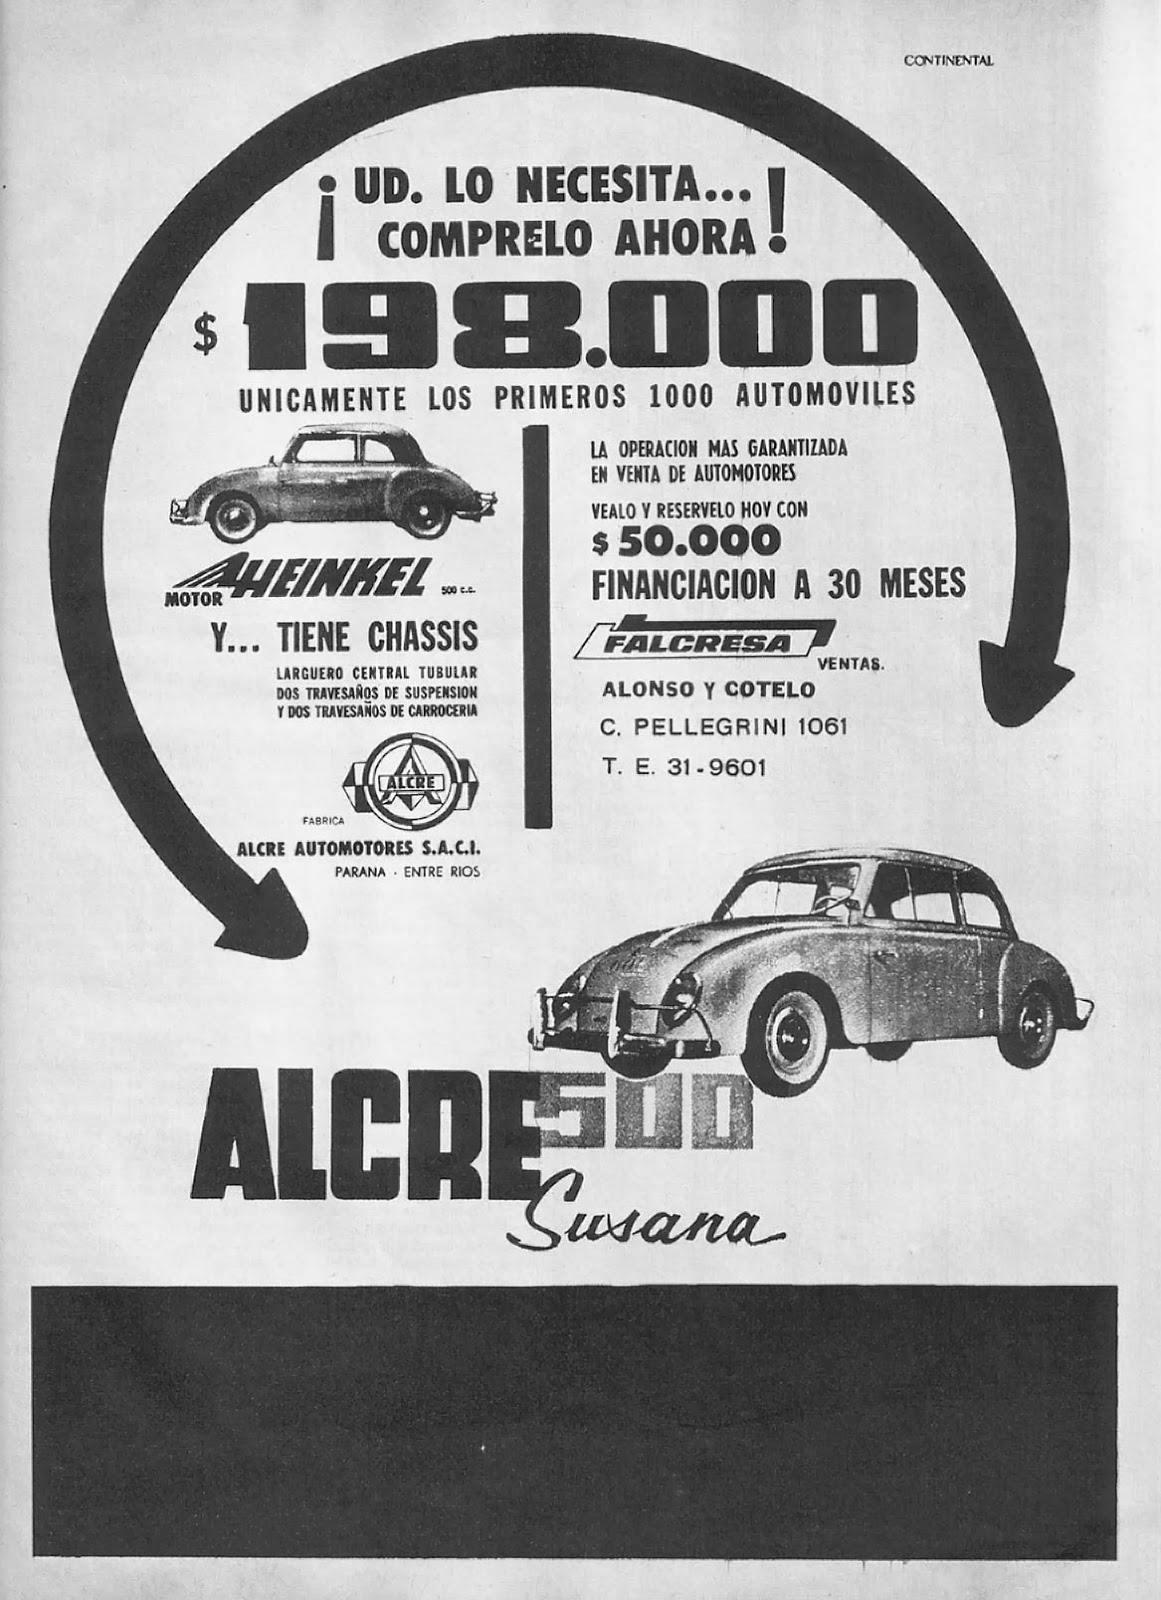 CONTINENTAL
¡ UD. LO NECESITA...
COMPRELO AHORA !
$ 198.000
UNICAMENTE LOS PRIMEROS 1000 AUTOMOVILES
MOTOR HEINKEL 500 c.c.
Y... TIENE CHASSIS
LARGUERO CENTRAL TUBULAR
DOS TRAVESAÑOS DE SUSPENSION
Y DOS TRAVESAÑOS DE CARROCERIA
ALCRE
FABRICA
ALCRE AUTOMOTORES S.A.C.I.
PARANA - ENTRE RIOS
LA OPERACION MAS GARANTIZADA
EN VENTA DE AUTOMOTORES
VEALO Y RESERVELO HOY CON
$ 50.000
FINANCIACION A 30 MESES
FALCRESA
VENTAS.
ALONSO Y COTELO
C. PELLEGRINI 1061
T. E. 31-9601
ALCRE 500
Susana